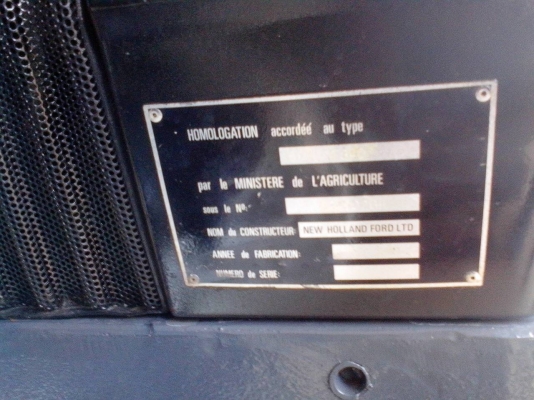 HOMOLOGATION accordée au type
par le MINISTERE de L'AGRICULTURE
sous le No:
NOM du CONSTRUCTEUR: NEW HOLLAND FORD.LTD
ANNEE de FABRICATION:
NUMERO de SERIE: